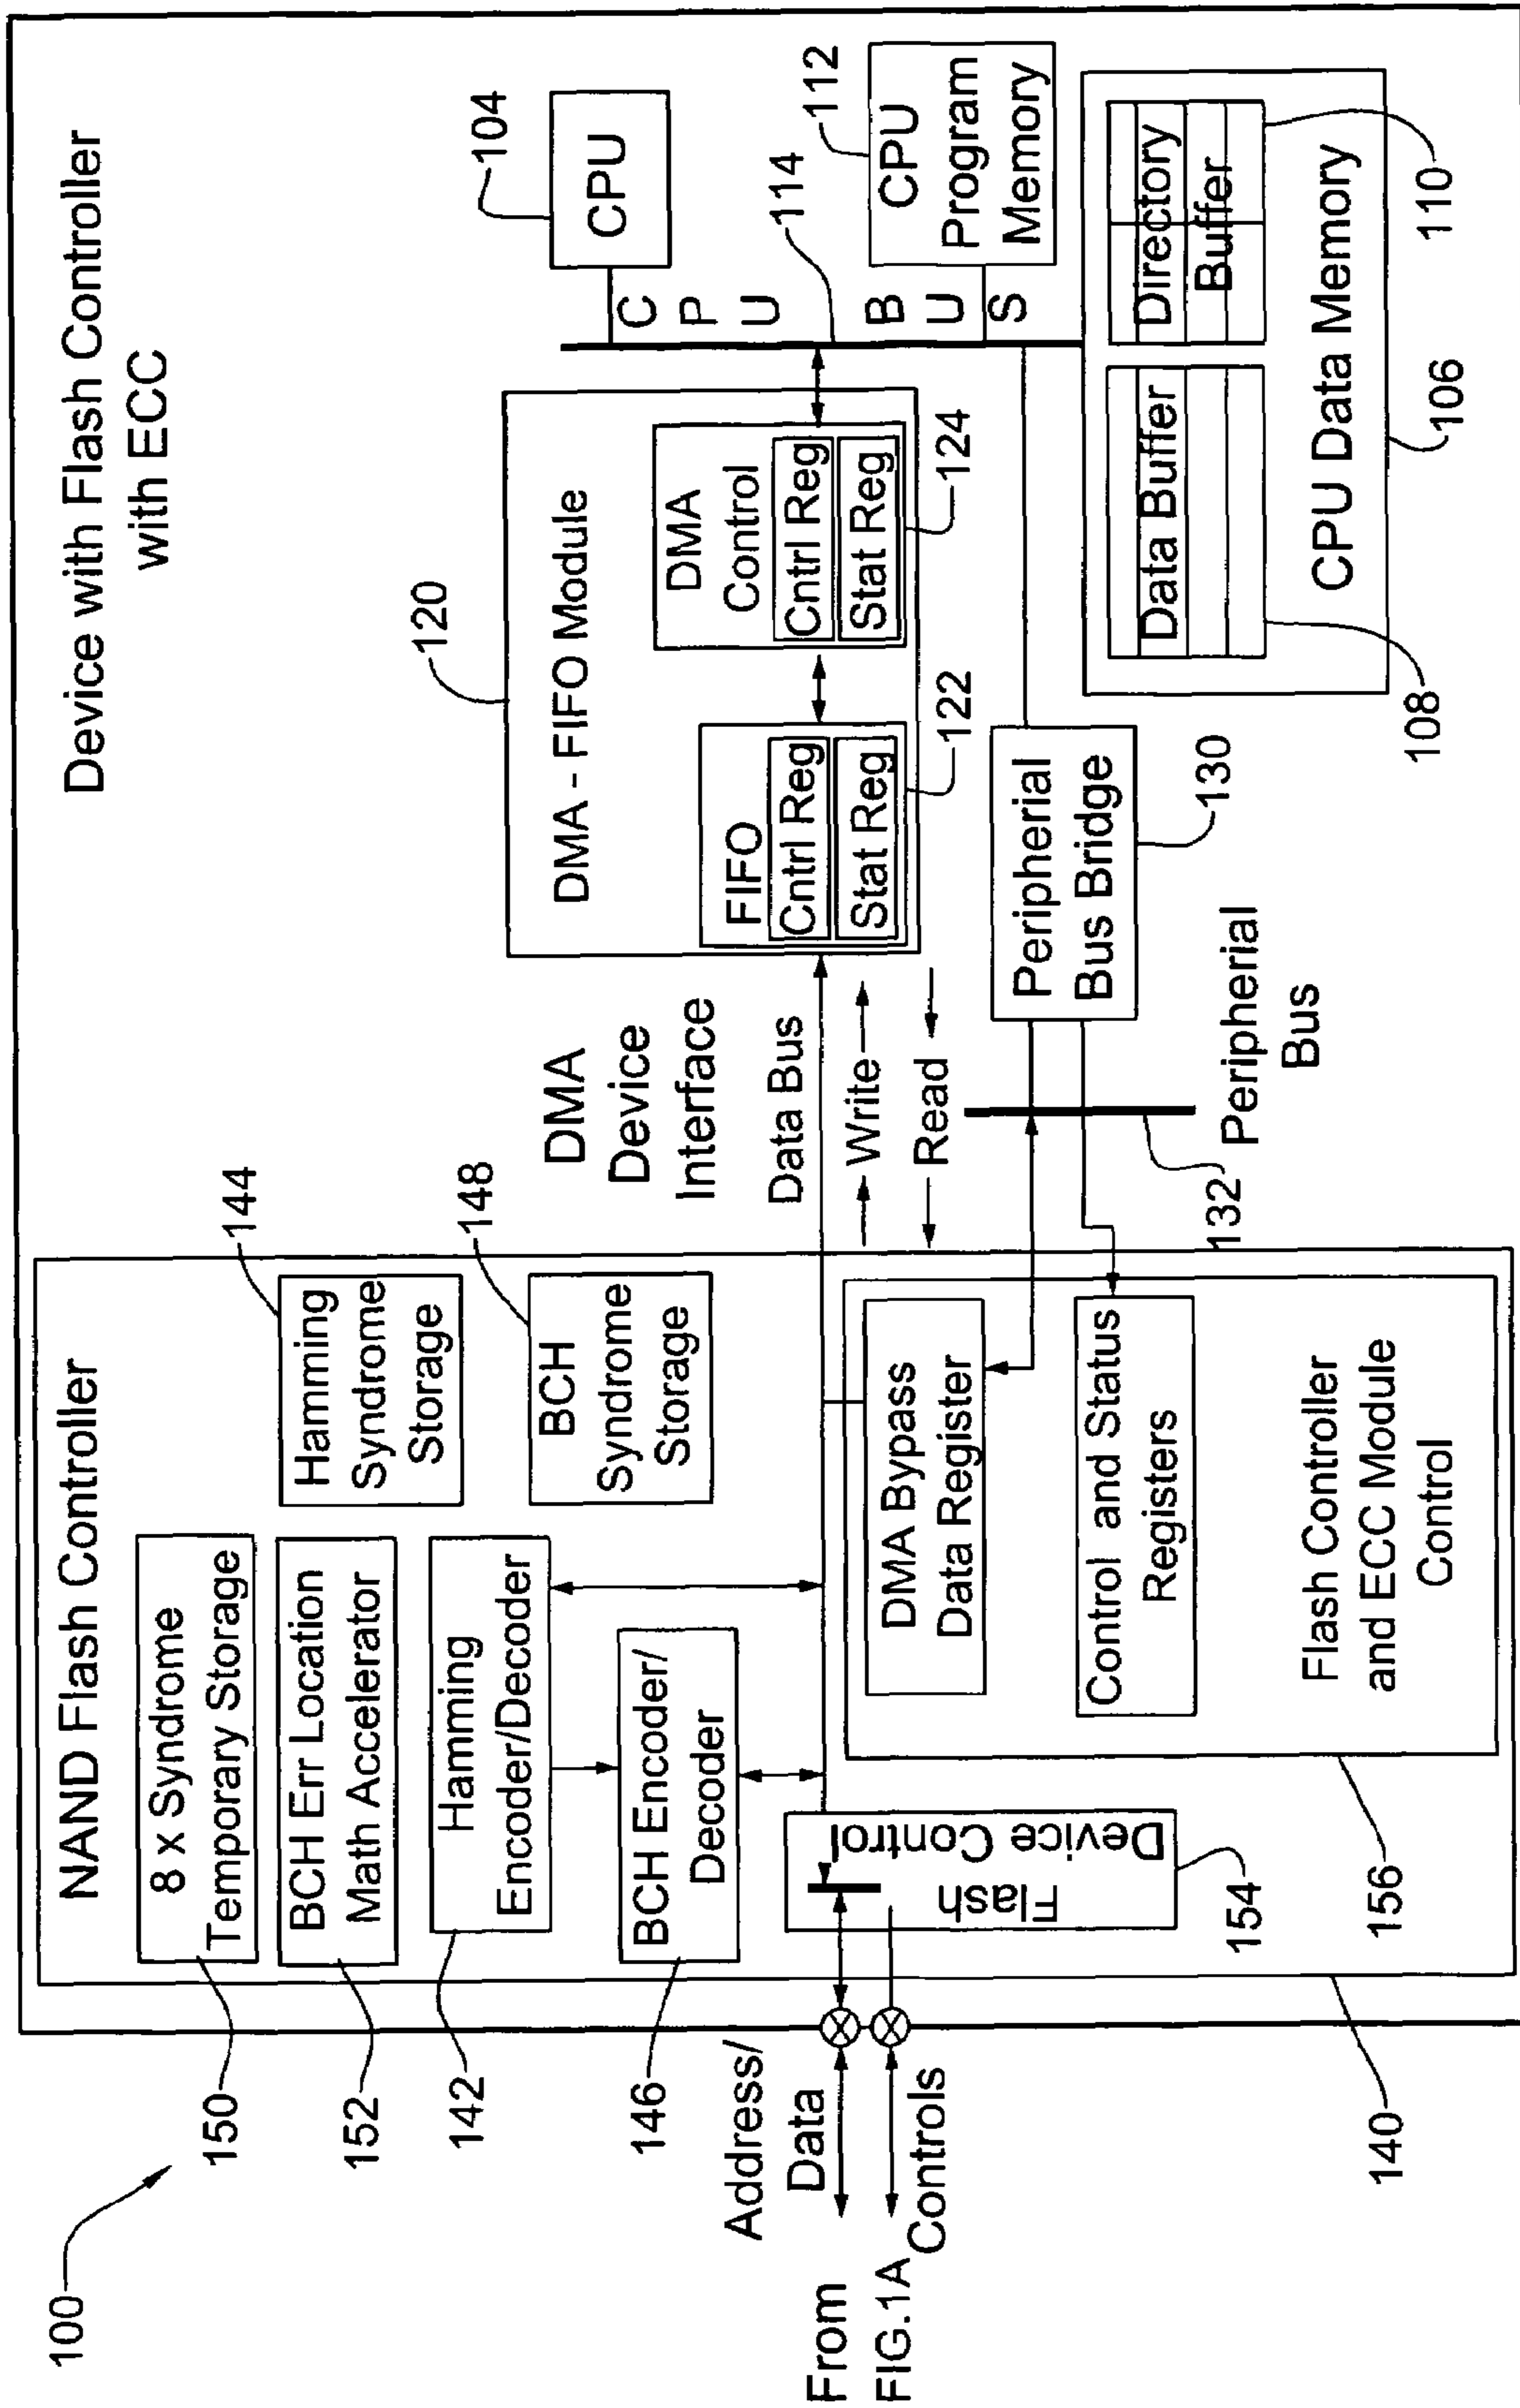 Device with Flash Controller
with ECC
100
NAND Flash Controller
150
8 x Syndrome
Temporary Storage
152
BCH Err Location
Math Accelerator
142
Hamming
Encoder/Decoder
146
BCH Encoder/
Decoder
144
Hamming
Syndrome
Storage
148
BCH
Syndrome
Storage
Address/
Data
From
FIG.1A
Controls
Flash
Device Control
154
DMA Bypass
Data Register
Control and Status
Registers
Flash Controller
and ECC Module
Control
156
140
DMA
Device
Interface
Data Bus
Write
Read
120
DMA - FIFO Module
FIFO
Cntrl Reg
Stat Reg
122
DMA
Control
Cntrl Reg
Stat Reg
124
Peripherial
Bus Bridge
130
132
Peripherial
Bus
104
CPU
114
CPU
BUS
112
CPU
Program
Memory
Data Buffer
108
Directory
Buffer
110
CPU Data Memory
106